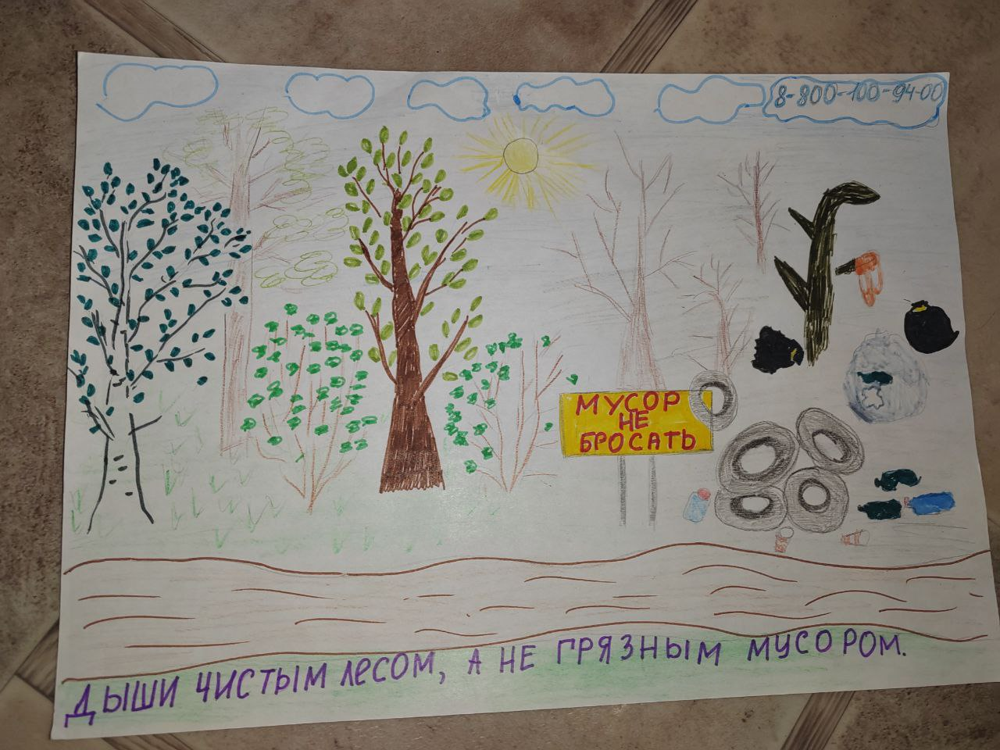 8-800-100-94-00
МУСОР
НЕ
БРОСАТЬ
ДЫШИ ЧИСТЫМ ЛЕСОМ, А НЕ ГРЯЗНЫМ МУСОРОМ.